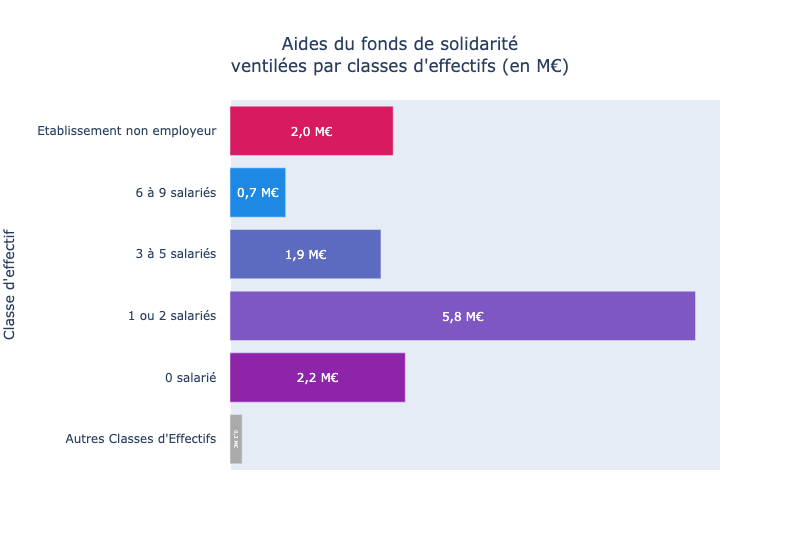 Aides du fonds de solidarité
ventilées par classes d'effectifs (en M€)
Classe d'effectif
Etablissement non employeur
2,0 M€
6 à 9 salariés
0,7 M€
3 à 5 salariés
1,9 M€
1 ou 2 salariés
5,8 M€
0 salarié
2,2 M€
Autres Classes d'Effectifs